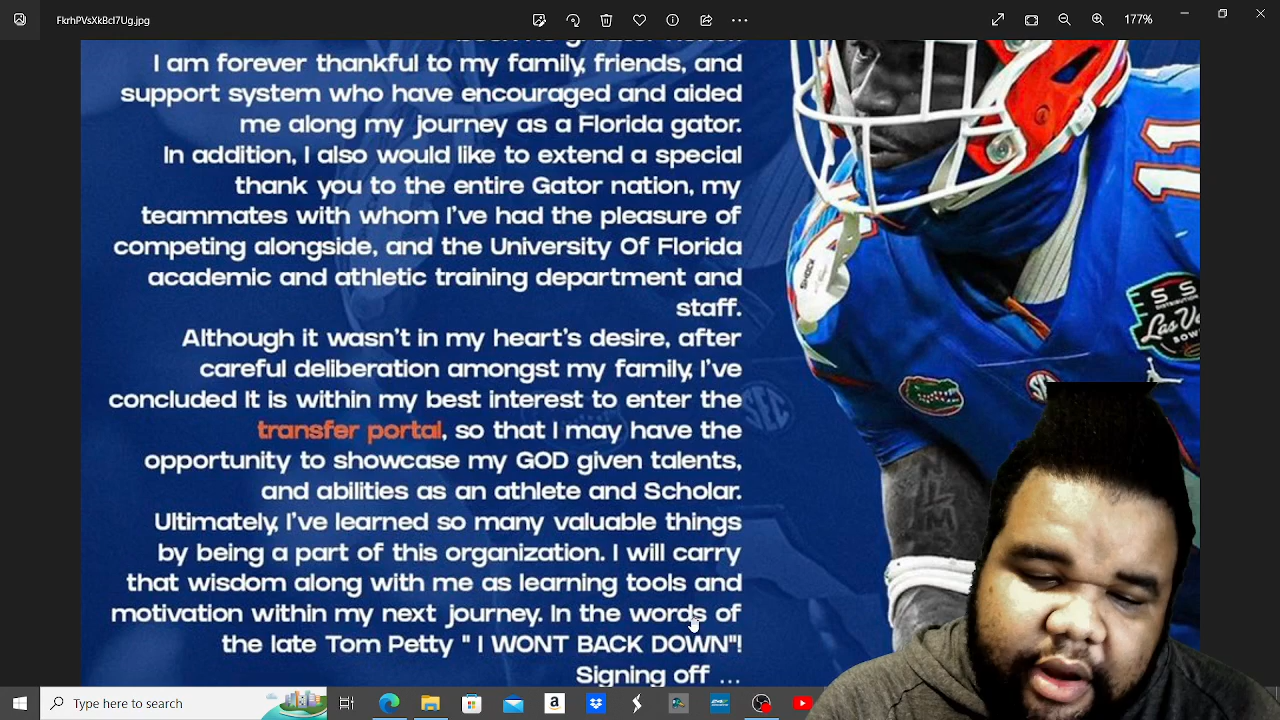 FkrhPVsXkBcI7Ug.jpg
177%
I am forever thankful to my family, friends, and
support system who have encouraged and aided
me along my journey as a Florida gator.
In addition, I also would like to extend a special
thank you to the entire Gator nation, my
teammates with whom I've had the pleasure of
competing alongside, and the University Of Florida
academic and athletic training department and
staff.
Although it wasn't in my heart's desire, after
careful deliberation amongst my family, I've
concluded It is within my best interest to enter the
transfer portal, so that I may have the
opportunity to showcase my GOD given talents,
and abilities as an athlete and Scholar.
Ultimately, I've learned so many valuable things
by being a part of this organization. I will carry
that wisdom along with me as learning tools and
motivation within my next journey. In the words of
the late Tom Petty " I WONT BACK DOWN"!
Signing off ...
11
SHOCK
SEC
Type here to search